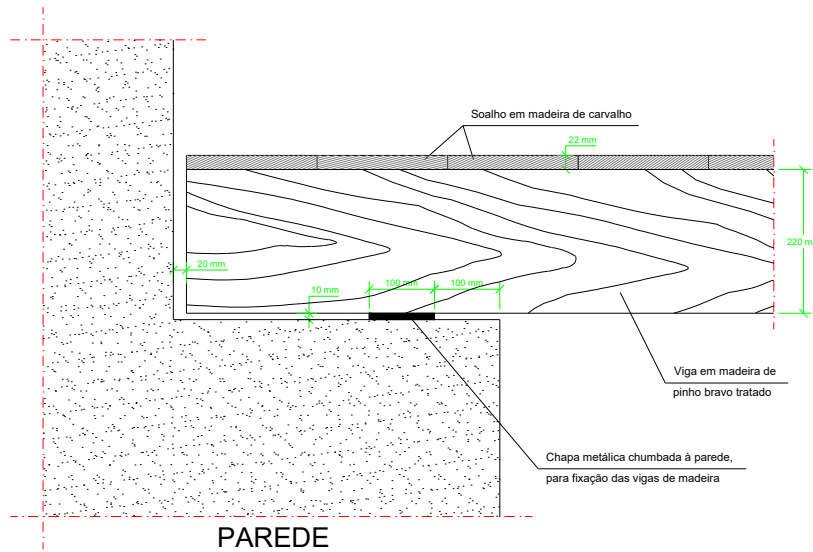 Soalho em madeira de carvalho
22 mm
220 m
20 mm
100 mm
100 mm
10 mm
Viga em madeira de
pinho bravo tratado
Chapa metálica chumbada à parede,
para fixação das vigas de madeira
PAREDE